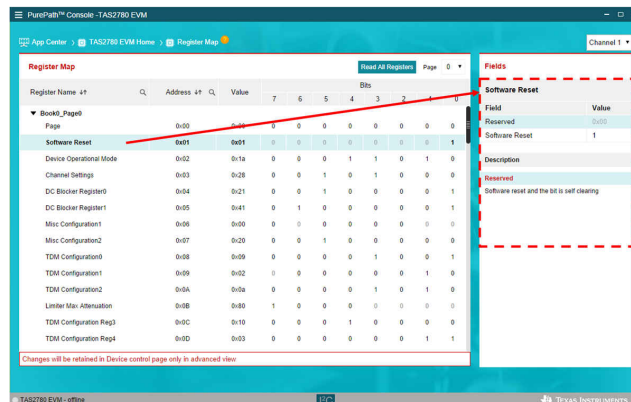 PurePath™ Console -TAS2780 EVM
App Center > TAS2780 EVM Home > Register Map
Channel 1
Register Map Read All Registers Page 0
Register Name Address Value Bits
7 6 5 4 3 2 1 0
Book0_Page0
Page 0x00 0x00 0 0 0 0 0 0 0 0
Software Reset 0x01 0x01 0 0 0 0 0 0 0 1
Device Operational Mode 0x02 0x1a 0 0 0 1 1 0 1 0
Channel Settings 0x03 0x28 0 0 1 0 1 0 0 0
DC Blocker Register0 0x04 0x21 0 0 1 0 0 0 0 1
DC Blocker Register1 0x05 0x41 0 1 0 0 0 0 0 1
Misc Configuration1 0x06 0x00 0 0 0 0 0 0 0 0
Misc Configuration2 0x07 0x20 0 0 1 0 0 0 0 0
TDM Configuration0 0x08 0x09 0 0 0 0 1 0 0 1
TDM Configuration1 0x09 0x02 0 0 0 0 0 0 1 0
TDM Configuration2 0x0A 0x0a 0 0 0 0 1 0 1 0
Limiter Max Attenuation 0x0B 0x80 1 0 0 0 0 0 0 0
TDM Configuration Reg3 0x0C 0x10 0 0 0 1 0 0 0 0
TDM Configuration Reg4 0x0D 0x03 0 0 0 0 0 0 1 1
Changes will be retained in Device control page only in advanced view
Fields
Software Reset
Field Value
Reserved 0x00
Software Reset 1
Description
Reserved
Software reset and the bit is self clearing
TAS2780 EVM - offline
I²C
TEXAS INSTRUMENTS